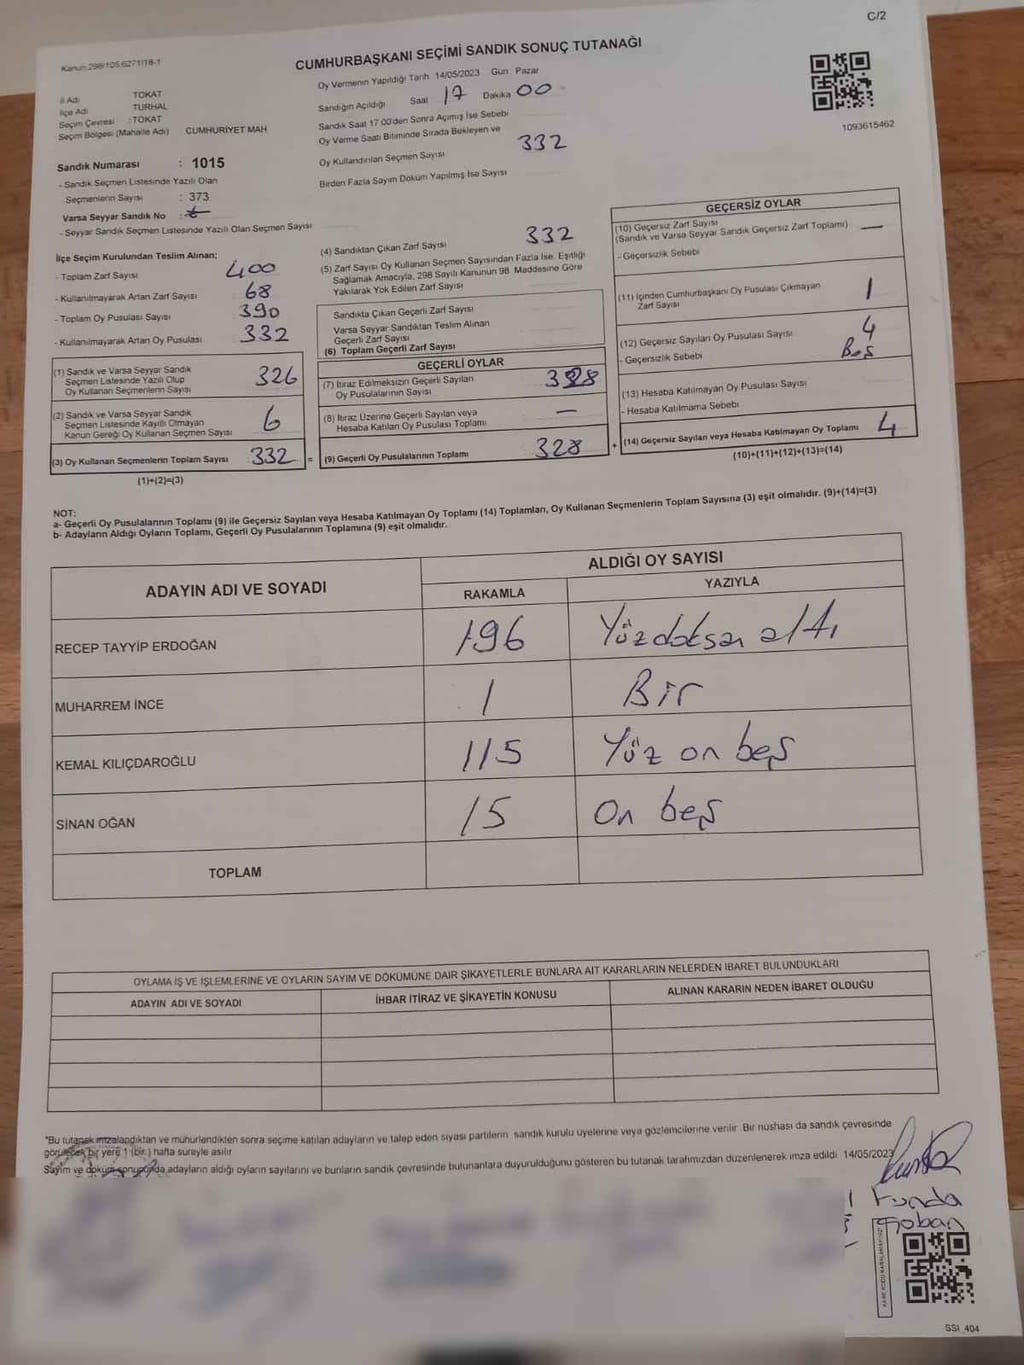 C/2
Kanun 298/105.6271/18-1
CUMHURBAŞKANI SEÇİMİ SANDIK SONUÇ TUTANAĞI
İl Adı TOKAT
İlçe Adı TURHAL
Seçim Çevresi : TOKAT
Seçim Bölgesi (Mahalle Adı) CUMHURİYET MAH
Sandık Numarası : 1015
- Sandık Seçmen Listesinde Yazılı Olan
Seçmenlerin Sayısı : 373
Varsa Seyyar Sandık No :
- Seyyar Sandık Seçmen Listesinde Yazılı Olan Seçmen Sayısı
Oy Vermenin Yapıldığı Tarih 14/05/2023 Gün Pazar
Sandığın Açıldığı Saat 17 Dakika 00
Sandık Saat 17.00'den Sonra Açılmış İse Sebebi
Oy Verme Saati Bitiminde Sırada Bekleyen ve
Oy Kullandırılan Seçmen Sayısı 332
Birden Fazla Sayım Döküm Yapılmış İse Sayısı
1093615462
İlçe Seçim Kurulundan Teslim Alınan;
- Toplam Zarf Sayısı 400
- Kullanılmayarak Artan Zarf Sayısı 68
- Toplam Oy Pusulası Sayısı 390
- Kullanılmayarak Artan Oy Pusulası 332
(1) Sandık ve Varsa Seyyar Sandık
Seçmen Listesinde Yazılı Olup
Oy Kullanan Seçmenlerin Sayısı 326
(2) Sandık ve Varsa Seyyar Sandık
Seçmen Listesinde Kayıtlı Olmayan
Kanun Gereği Oy Kullanan Seçmen Sayısı 6
(3) Oy Kullanan Seçmenlerin Toplam Sayısı 332 =
(1)+(2)=(3)
(4) Sandıktan Çıkan Zarf Sayısı 332
(5) Zarf Sayısı Oy Kullanan Seçmen Sayısından Fazla İse, Eşitliği
Sağlamak Amacıyla, 298 Sayılı Kanunun 98. Maddesine Göre
Yakılarak Yok Edilen Zarf Sayısı
Sandıkta Çıkan Geçerli Zarf Sayısı
Varsa Seyyar Sandıktan Teslim Alınan
Geçerli Zarf Sayısı
(6) Toplam Geçerli Zarf Sayısı
GEÇERLİ OYLAR
(7) İtiraz Edilmeksizin Geçerli Sayılan
Oy Pusulalarının Sayısı 328
(8) İtiraz Üzerine Geçerli Sayılan veya
Hesaba Katılan Oy Pusulası Toplamı —
(9) Geçerli Oy Pusulalarının Toplamı 328 +
GEÇERSİZ OYLAR
(10) Geçersiz Zarf Sayısı
(Sandık ve Varsa Seyyar Sandık Geçersiz Zarf Toplamı) —
- Geçersizlik Sebebi
(11) İçinden Cumhurbaşkanı Oy Pusulası Çıkmayan
Zarf Sayısı 1
(12) Geçersiz Sayılan Oy Pusulası Sayısı 4
- Geçersizlik Sebebi Boş
(13) Hesaba Katılmayan Oy Pusulası Sayısı
- Hesaba Katılmama Sebebi
(14) Geçersiz Sayılan veya Hesaba Katılmayan Oy Toplamı 4
(10)+(11)+(12)+(13)=(14)
NOT:
a- Geçerli Oy Pusulalarının Toplamı (9) ile Geçersiz Sayılan veya Hesaba Katılmayan Oy Toplamı (14) Toplamları, Oy Kullanan Seçmenlerin Toplam Sayısına (3) eşit olmalıdır. (9)+(14)=(3)
b- Adayların Aldığı Oyların Toplamı, Geçerli Oy Pusulalarının Toplamına (9) eşit olmalıdır.
ADAYIN ADI VE SOYADI ALDIĞI OY SAYISI
RAKAMLA YAZIYLA
RECEP TAYYİP ERDOĞAN 196 Yüzdoksan altı
MUHARREM İNCE 1 Bir
KEMAL KILIÇDAROĞLU 115 Yüz on beş
SİNAN OĞAN 15 On beş
TOPLAM
OYLAMA İŞ VE İŞLEMLERİNE VE OYLARIN SAYIM VE DÖKÜMÜNE DAİR ŞİKAYETLERLE BUNLARA AİT KARARLARIN NELERDEN İBARET BULUNDUKLARI
ADAYIN ADI VE SOYADI İHBAR İTİRAZ VE ŞİKAYETİN KONUSU ALINAN KARARIN NEDEN İBARET OLDUĞU
*Bu tutanak imzalandıktan ve mühürlendikten sonra seçime katılan adayların ve talep eden siyasi partilerin sandık kurulu üyelerine veya gözlemcilerine verilir. Bir nüshası da sandık çevresinde
görülecek bir yere 1 (bir) hafta süreyle asılır.
Sayım ve döküm sonucunda adayların aldığı oyların sayılarını ve bunların sandık çevresinde bulunanlara duyurulduğunu gösteren bu tutanak tarafımızdan düzenlenerek imza edildi. 14/05/2023
Funda
Çoban
SSI_404